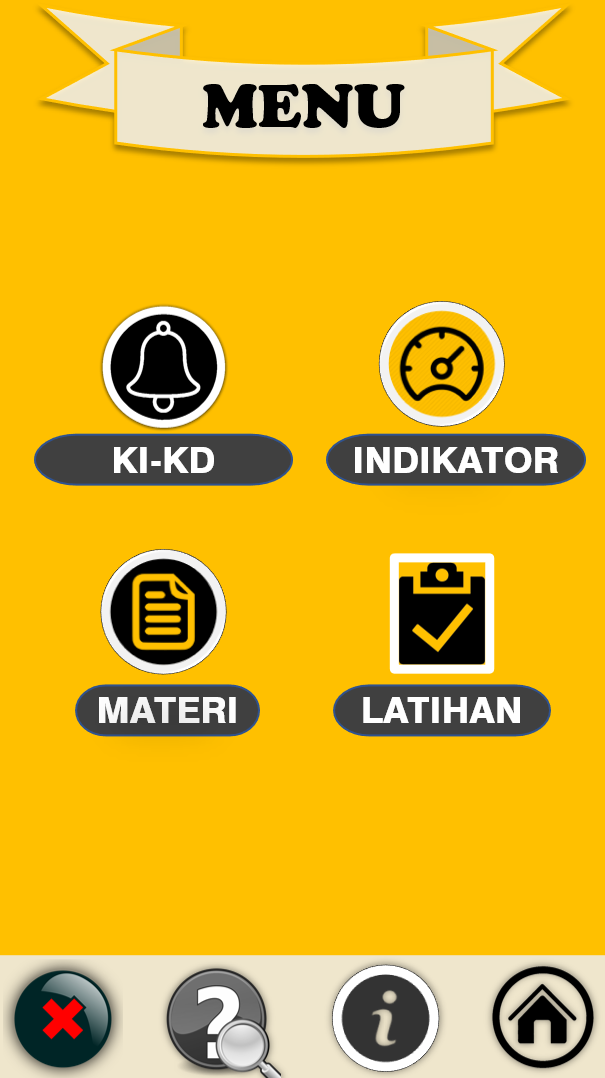 MENU
KI-KD
INDIKATOR
MATERI
LATIHAN
?
i